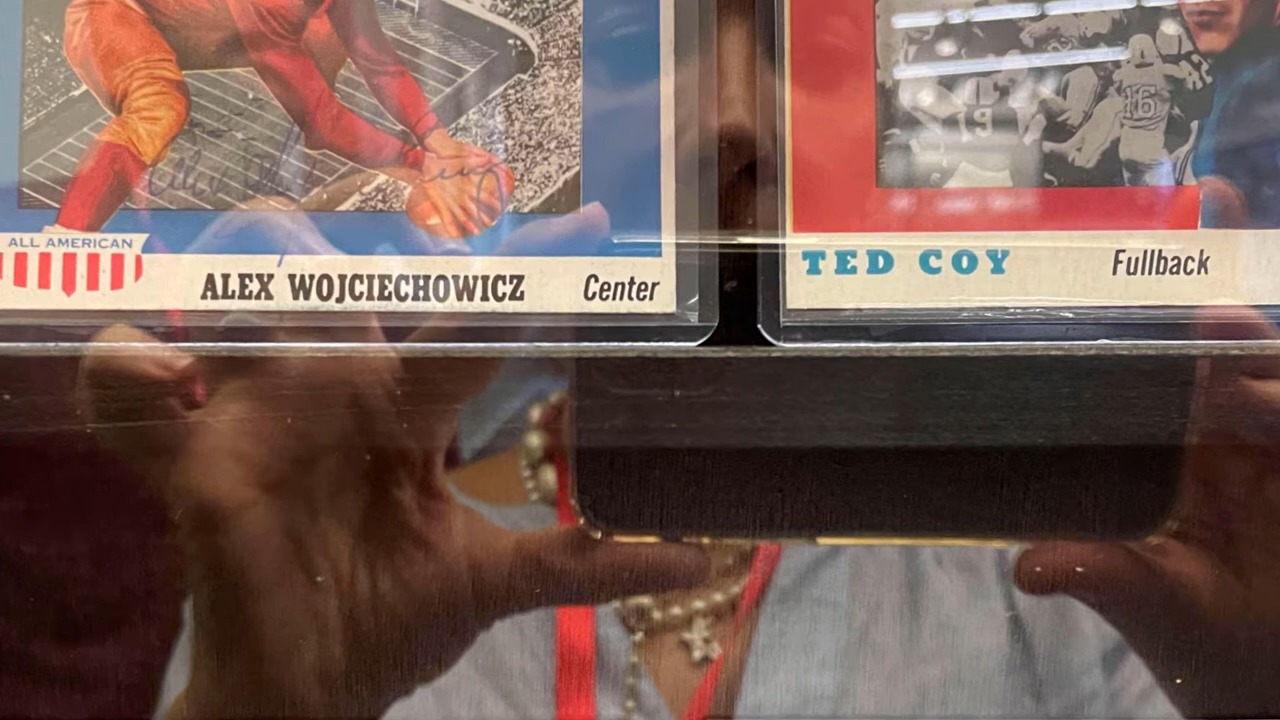 19
16
ALL AMERICAN
ALEX WOJCIECHOWICZ Center
TED COY Fullback